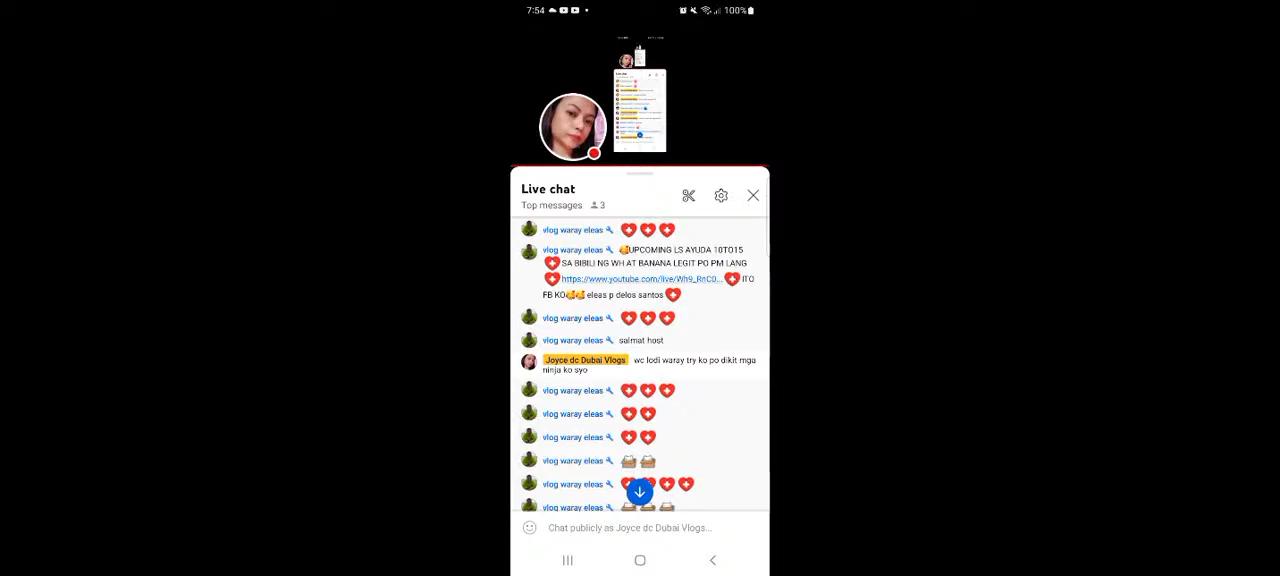 7:54
100%
Live chat
Top messages 3
vlog waray eleas
vlog waray eleas UPCOMING LS AYUDA 10TO15
SA BIBILI NG WH AT BANANA LEGIT PO PM LANG
https://www.youtube.com/live/Wh9_RnC0... ITO
FB KO eleas p delos santos
vlog waray eleas
vlog waray eleas salmat host
Joyce dc Dubai Vlogs wc lodi waray try ko po dikit mga
ninja ko syo
vlog waray eleas
vlog waray eleas
vlog waray eleas
vlog waray eleas
vlog waray eleas
vlog waray eleas
Chat publicly as Joyce dc Dubai Vlogs...